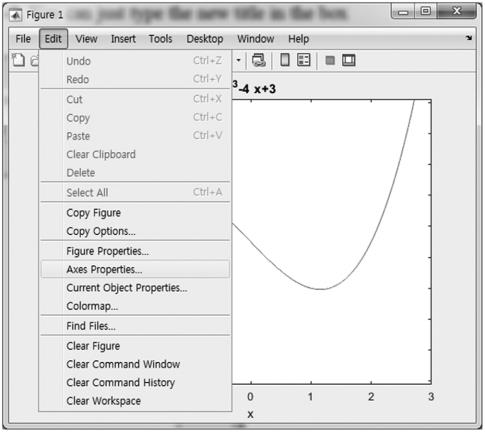 can just type the new title in the box
Figure 1
File Edit View Insert Tools Desktop Window Help
3-4 x+3
Undo Ctrl+Z
Redo Ctrl+Y
Cut Ctrl+X
Copy Ctrl+C
Paste Ctrl+V
Clear Clipboard
Delete
Select All Ctrl+A
Copy Figure
Copy Options...
Figure Properties...
Axes Properties...
Current Object Properties...
Colormap...
Find Files...
Clear Figure
Clear Command Window
Clear Command History
Clear Workspace
0 1 2 3
x